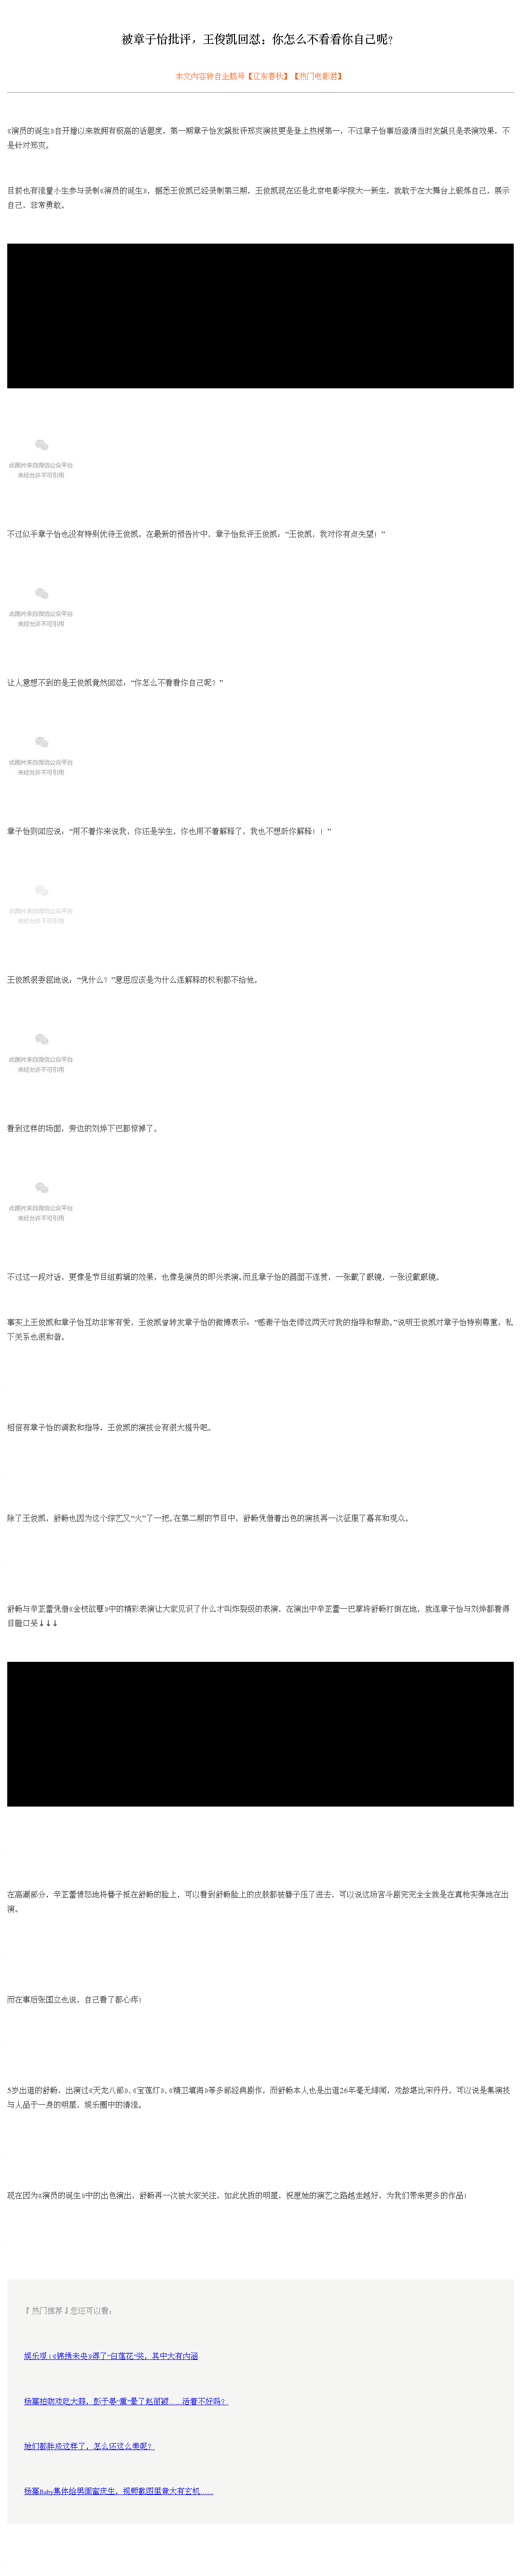 被章子怡批评，王俊凯回怼：你怎么不看看你自己呢？
本文内容转自企鹅号【辽东春秋】【热门电影君】
《演员的诞生》自开播以来就拥有极高的话题度，第一期章子怡发飙批评郑爽演技更是登上热搜第一，不过章子怡事后澄清当时发飙只是表演效果，不
是针对郑爽。
目前也有流量小生参与录制《演员的诞生》，据悉王俊凯已经录制第三期，王俊凯现在还是北京电影学院大一新生，就敢于在大舞台上锻炼自己，展示
自己，非常勇敢。
此图片来自微信公众平台
未经允许不可引用
不过似乎章子怡也没有特别优待王俊凯，在最新的预告片中，章子怡批评王俊凯：“王俊凯，我对你有点失望！”
此图片来自微信公众平台
未经允许不可引用
让人意想不到的是王俊凯竟然回怼：“你怎么不看看你自己呢？”
此图片来自微信公众平台
未经允许不可引用
章子怡则回应说：“用不着你来说我，你还是学生，你也用不着解释了，我也不想听你解释！！”
此图片来自微信公众平台
未经允许不可引用
王俊凯很委屈地说：“凭什么？”意思应该是为什么连解释的权利都不给他。
此图片来自微信公众平台
未经允许不可引用
看到这样的场面，旁边的刘烨下巴都惊掉了。
此图片来自微信公众平台
未经允许不可引用
不过这一段对话，更像是节目组剪辑的效果，也像是演员的即兴表演。而且章子怡的画面不连贯，一张戴了眼镜，一张没戴眼镜。
事实上王俊凯和章子怡互动非常有爱，王俊凯曾转发章子怡的微博表示：“感谢子怡老师这两天对我的指导和帮助。”说明王俊凯对章子怡特别尊重，私
下关系也很和谐。
相信有章子怡的调教和指导，王俊凯的演技会有很大提升吧。
除了王俊凯，舒畅也因为这个综艺又“火”了一把。在第二期的节目中，舒畅凭借着出色的演技再一次征服了嘉宾和观众。
舒畅与辛芷蕾凭借《金枝欲孽》中的精彩表演让大家见识了什么才叫炸裂级的表演，在演出中辛芷蕾一巴掌将舒畅打倒在地，就连章子怡与刘烨都看得
目瞪口呆↓↓↓
在高潮部分，辛芷蕾愤怒地将簪子抵在舒畅的脸上，可以看到舒畅脸上的皮肤都被簪子压了进去，可以说这场宫斗剧完完全全就是在真枪实弹地在出
演。
而在事后张国立也说，自己看了都心疼！
5岁出道的舒畅，出演过《天龙八部》、《宝莲灯》、《精卫填海》等多部经典剧作，而舒畅本人也是出道26年毫无绯闻，戏龄堪比宋丹丹，可以说是集演技
与人品于一身的明星，娱乐圈中的清流。
现在因为《演员的诞生》中的出色演出，舒畅再一次被大家关注，如此优质的明星，祝愿她的演艺之路越走越好，为我们带来更多的作品！
『 热门推荐 』您还可以看：
娱乐观 | 《锦绣未央》得了“白莲花”奖，其中大有内涵
杨幂拍吻戏吃大蒜，彭于晏“熏”晕了赵丽颖……活着不好吗？
她们都胖成这样了，怎么还这么美呢？
杨幂Baby集体给男闺蜜庆生，视频截图里竟大有玄机……